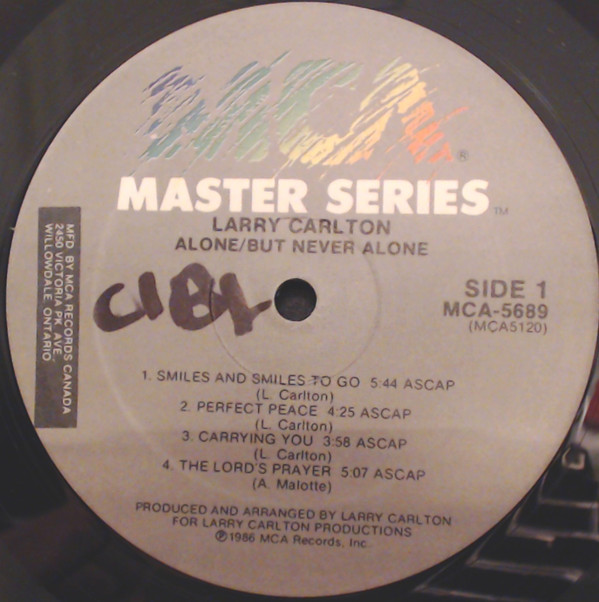 MCA®
MASTER SERIES™
LARRY CARLTON
ALONE/BUT NEVER ALONE
MFD BY MCA RECORDS CANADA
2450 VICTORIA PK AVE,
WILLOWDALE, ONTARIO
SIDE 1
MCA-5689
(MCA5120)
1. SMILES AND SMILES TO GO 5:44 ASCAP
(L. Carlton)
2. PERFECT PEACE 4:25 ASCAP
(L. Carlton)
3. CARRYING YOU 3:58 ASCAP
(L. Carlton)
4. THE LORD'S PRAYER 5:07 ASCAP
(A. Malotte)
PRODUCED AND ARRANGED BY LARRY CARLTON
FOR LARRY CARLTON PRODUCTIONS
℗1986 MCA Records, Inc.